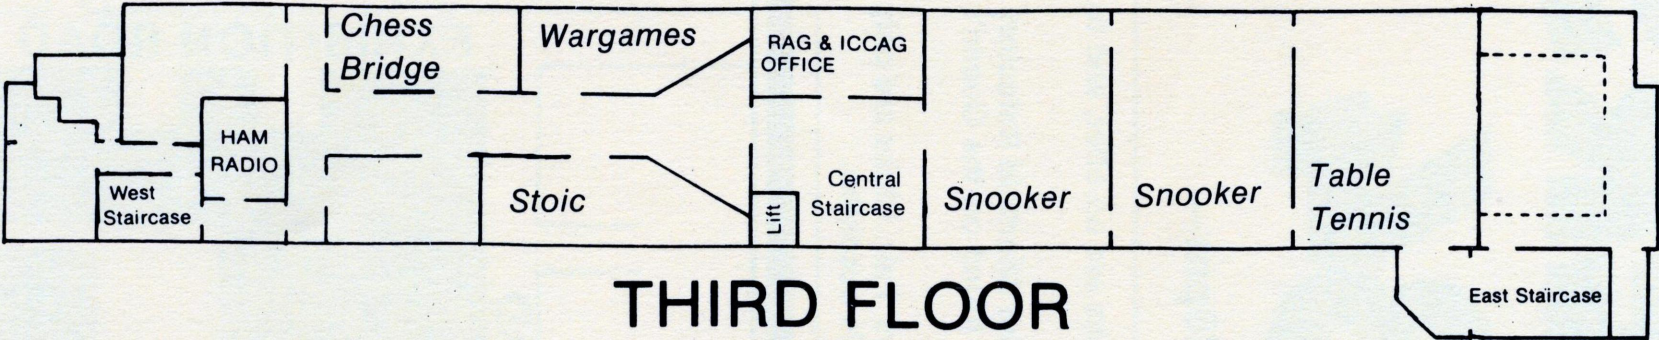 Chess
Bridge
Wargames
RAG & ICCAG
OFFICE
HAM
RADIO
West
Staircase
Stoic
Lift
Central
Staircase
Snooker
Snooker
Table
Tennis
East Staircase
THIRD FLOOR